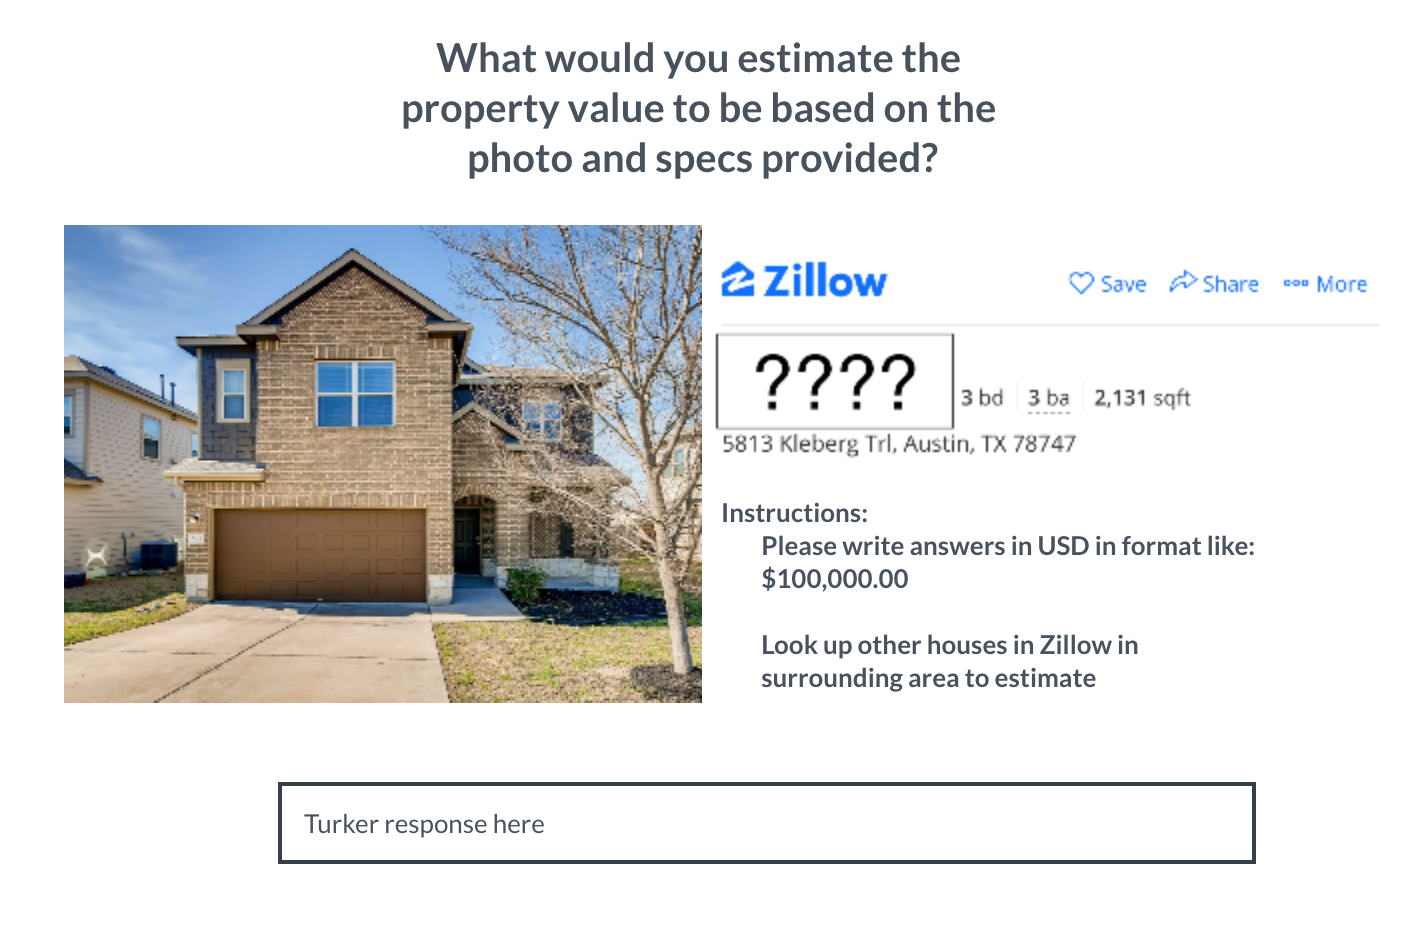 What would you estimate the
property value to be based on the
photo and specs provided?
Zillow
Save Share More
???? 3 bd 3 ba 2,131 sqft
5813 Kleberg Trl, Austin, TX 78747
Instructions:
Please write answers in USD in format like:
$100,000.00
Look up other houses in Zillow in
surrounding area to estimate
Turker response here